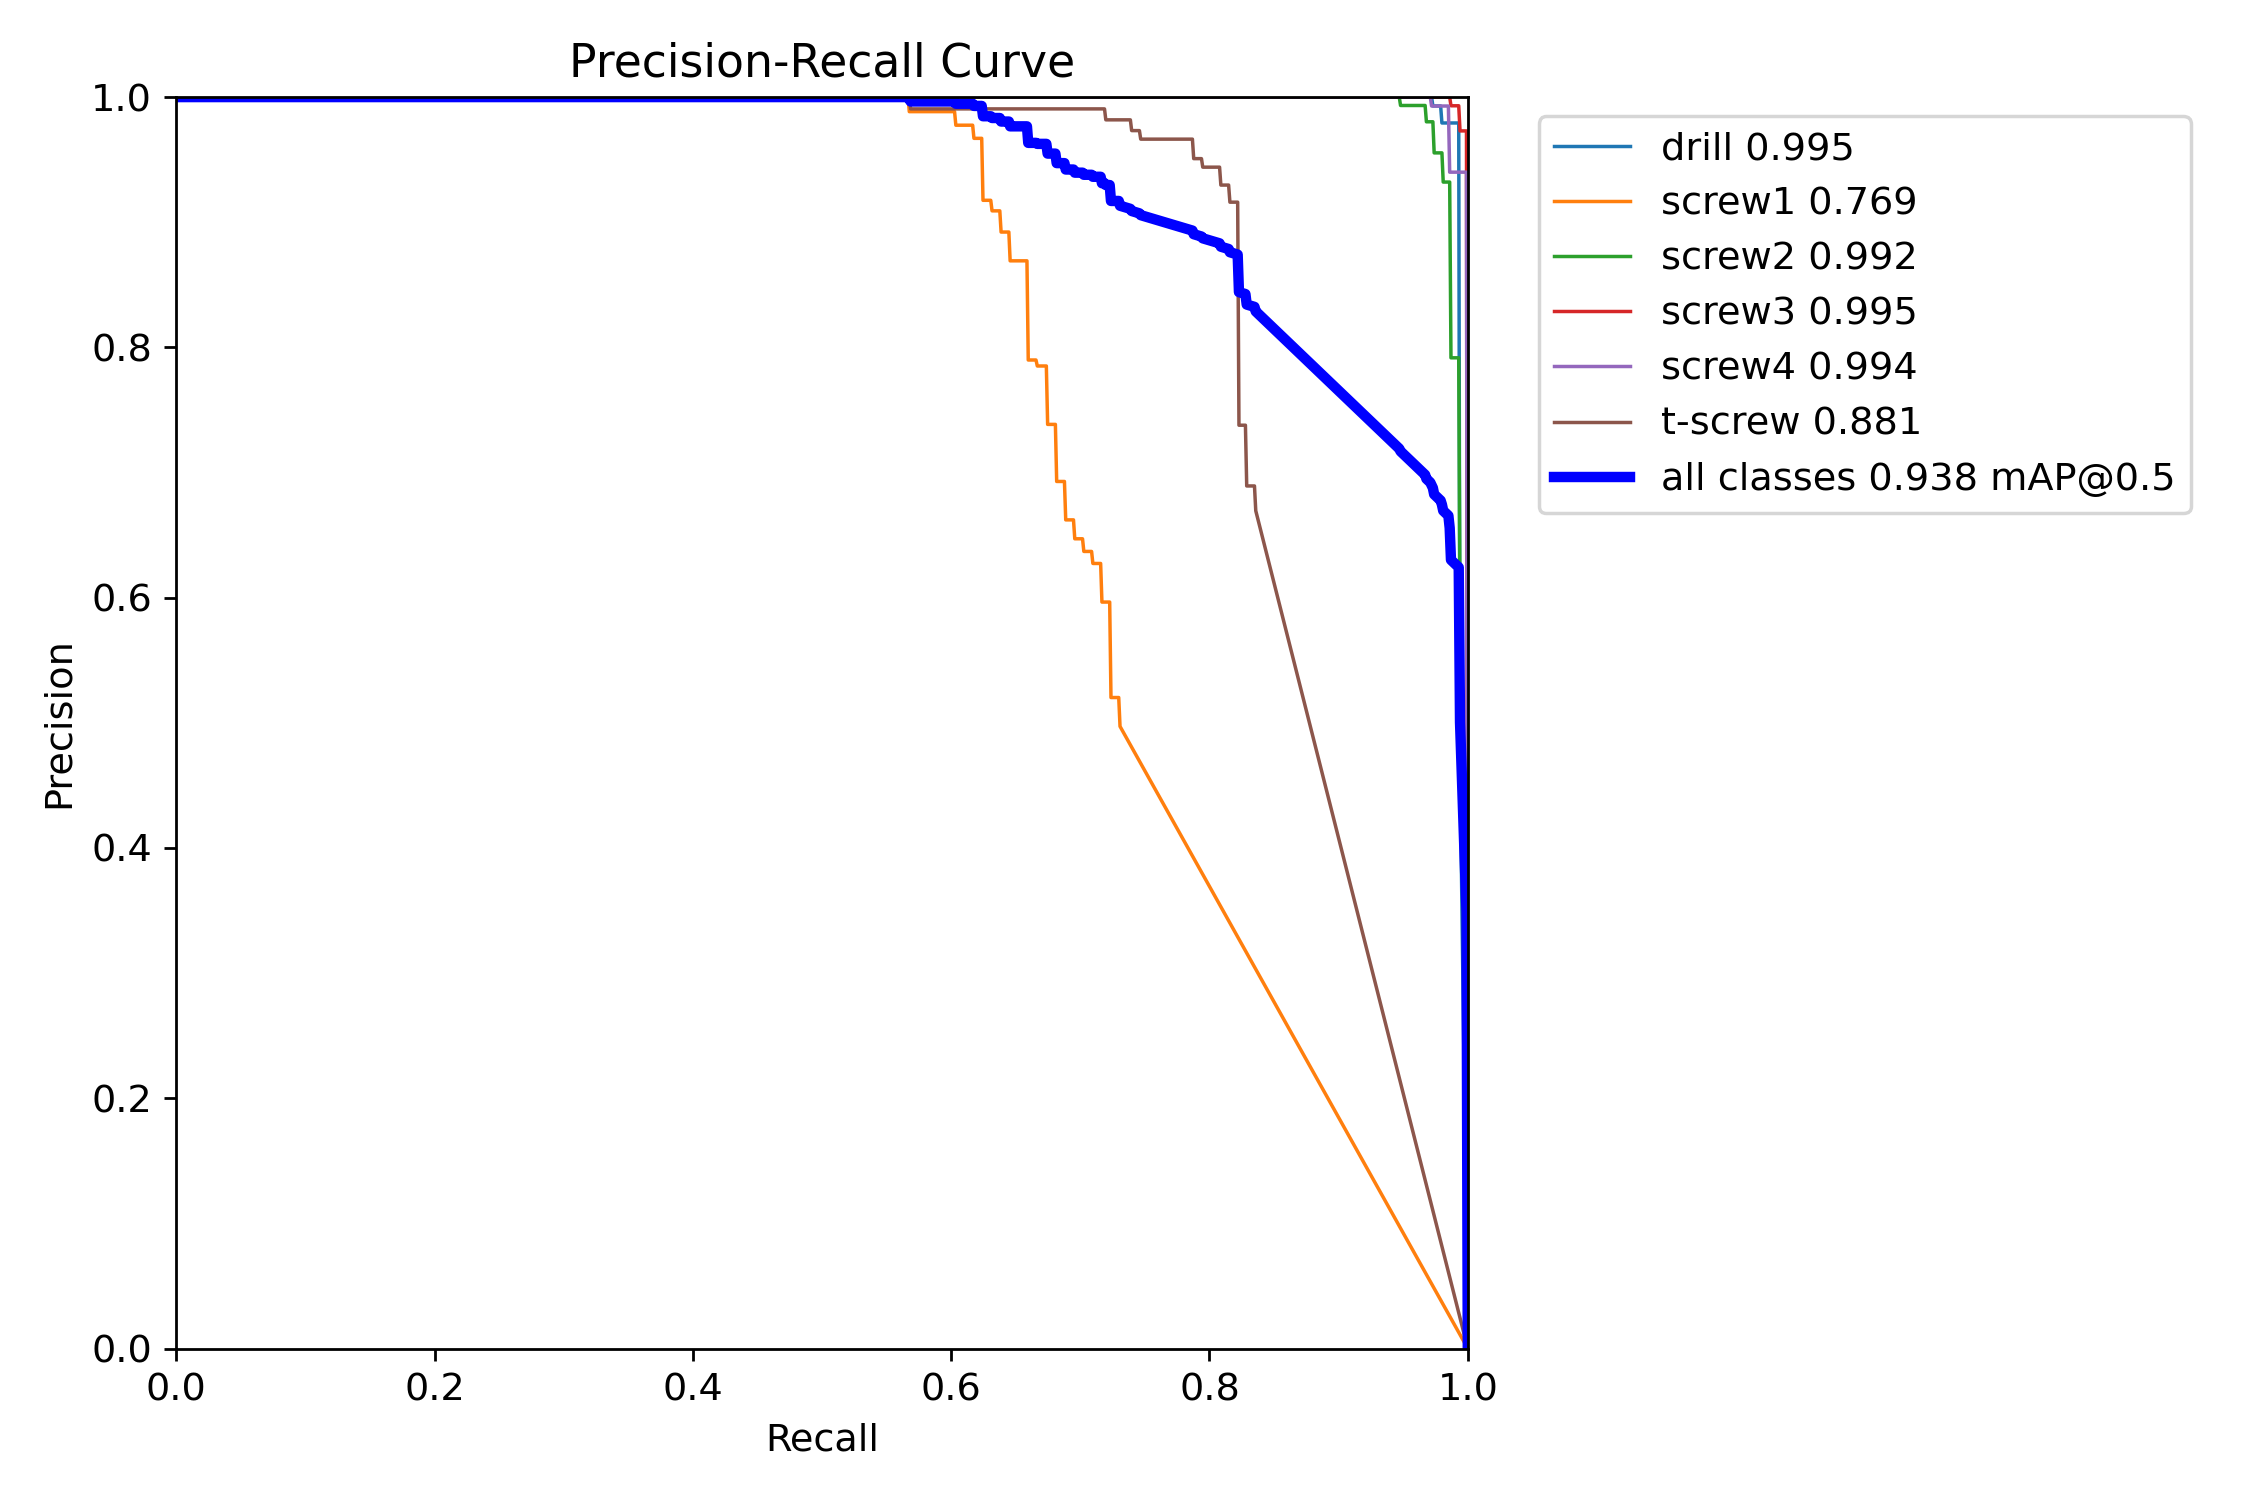 Precision-Recall Curve
1.0
0.8
0.6
0.4
0.2
0.0
Precision
0.0 0.2 0.4 0.6 0.8 1.0
Recall
drill 0.995
screw1 0.769
screw2 0.992
screw3 0.995
screw4 0.994
t-screw 0.881
all classes 0.938 mAP@0.5